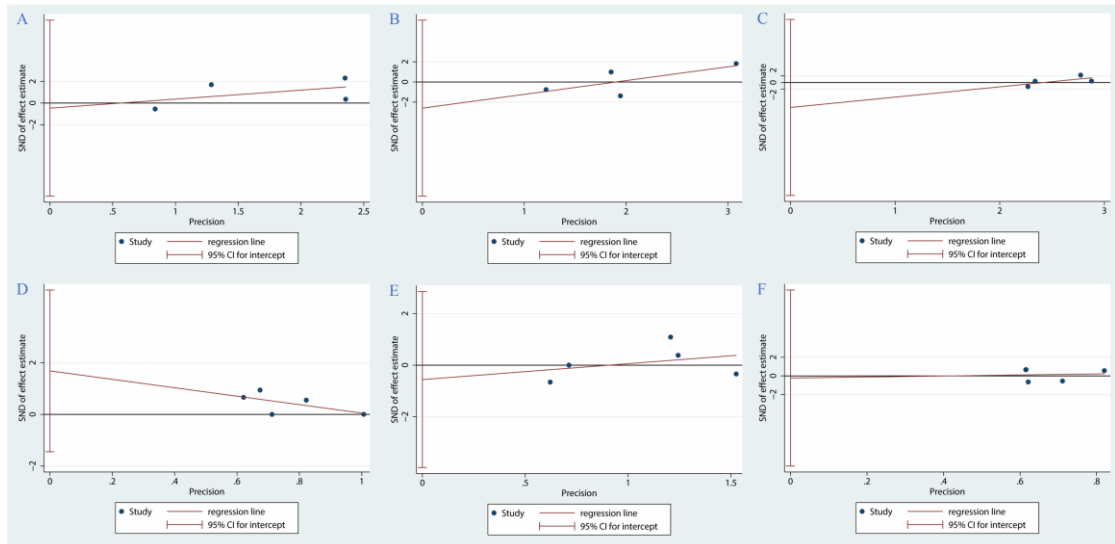 A
SND of effect estimate
2
0
−2
0
.5
1
1.5
2
2.5
Precision
Study
regression line
95% CI for intercept
B
SND of effect estimate
2
0
−2
0
1
2
3
Precision
Study
regression line
95% CI for intercept
C
SND of effect estimate
2
0
−2
0
1
2
3
Precision
Study
regression line
95% CI for intercept
D
SND of effect estimate
2
0
−2
0
.2
.4
.6
.8
1
Precision
Study
regression line
95% CI for intercept
E
SND of effect estimate
2
0
−2
0
.5
1
1.5
Precision
Study
regression line
95% CI for intercept
F
SND of effect estimate
2
0
−2
0
.2
.4
.6
.8
Precision
Study
regression line
95% CI for intercept